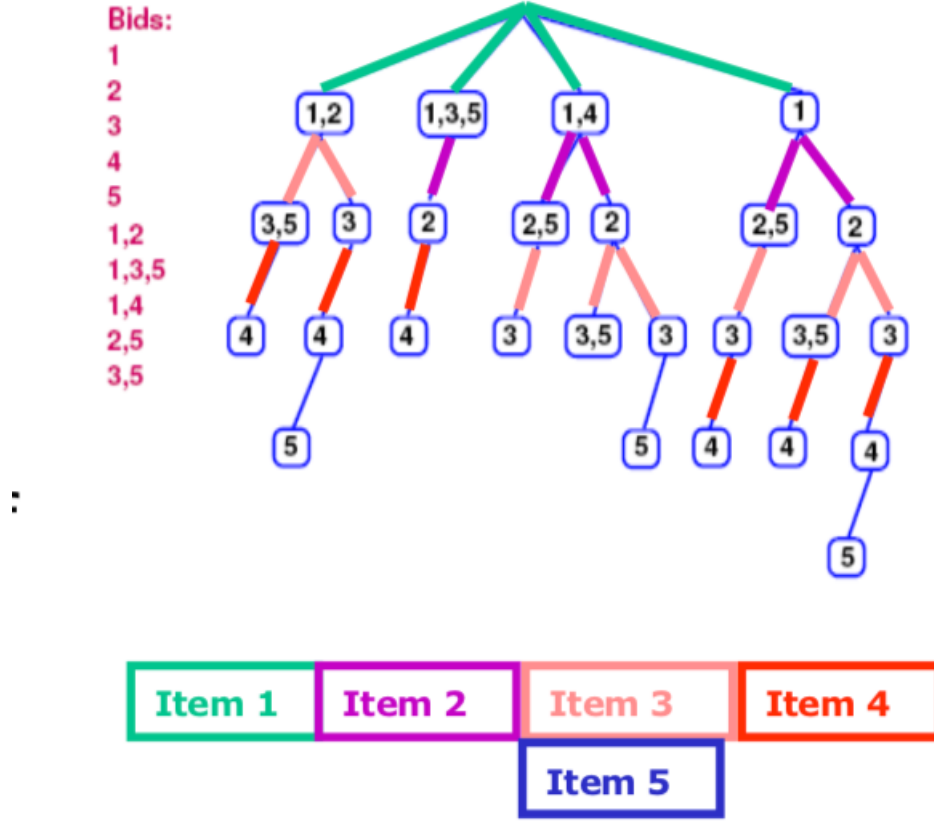 Bids:
1
2
3
4
5
1,2
1,3,5
1,4
2,5
3,5
1,2 1,3,5 1,4 1
3,5 3 2 2,5 2 2,5 2
4 4 4 3 3,5 3 3 3,5 3
5 5 4 4 4
5
Item 1 Item 2 Item 3 Item 4
Item 5